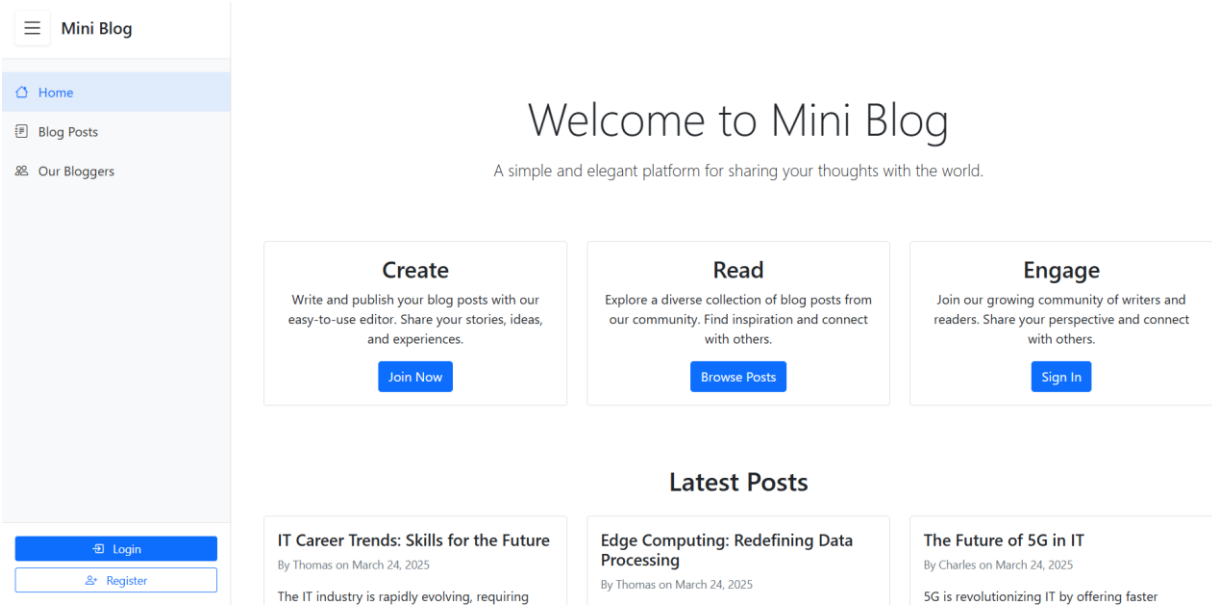 Mini Blog
Home
Blog Posts
Our Bloggers
Login
Register
Welcome to Mini Blog
A simple and elegant platform for sharing your thoughts with the world.
Create
Write and publish your blog posts with our
easy-to-use editor. Share your stories, ideas,
and experiences.
Join Now
Read
Explore a diverse collection of blog posts from
our community. Find inspiration and connect
with others.
Browse Posts
Engage
Join our growing community of writers and
readers. Share your perspective and connect
with others.
Sign In
Latest Posts
IT Career Trends: Skills for the Future
By Thomas on March 24, 2025
The IT industry is rapidly evolving, requiring
Edge Computing: Redefining Data
Processing
By Thomas on March 24, 2025
The Future of 5G in IT
By Charles on March 24, 2025
5G is revolutionizing IT by offering faster